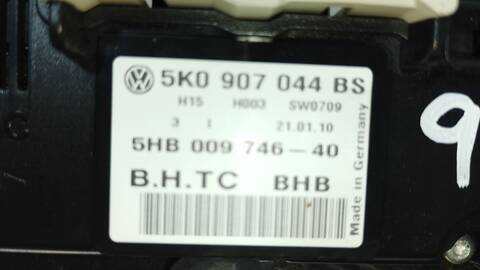 5K0 907 044 BS
H15 H003 SW0709
3 I 21.01.10
5HB 009 746-40
B.H.TC BHB
Made in Germany
9